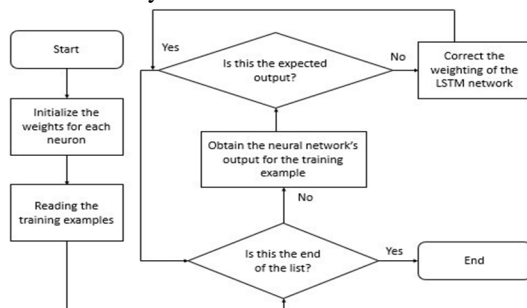 Start
Initialize the
weights for each
neuron
Reading the
training examples
Yes
Is this the expected
output?
No
Correct the
weighting of the
LSTM network
Obtain the neural network's
output for the training
example
No
Is this the end
of the list?
Yes
End